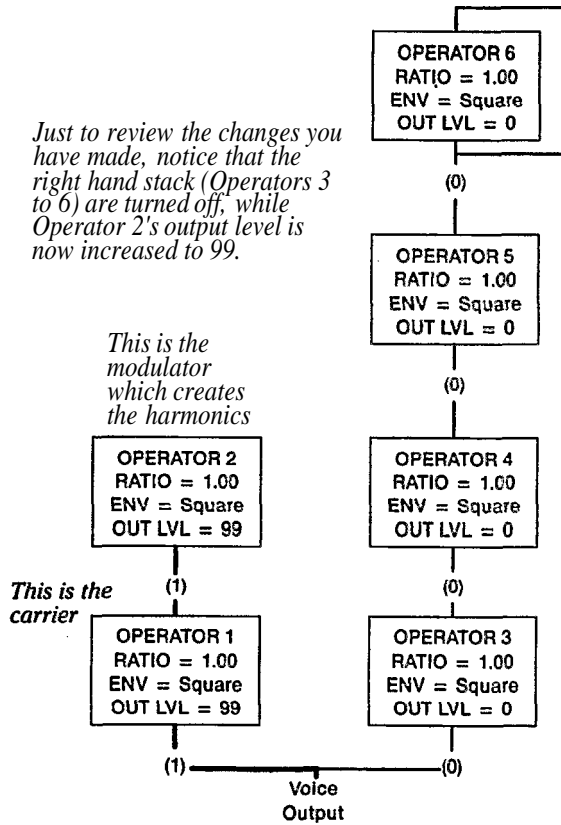 OPERATOR 6
RATIO = 1.00
ENV = Square
OUT LVL = 0
Just to review the changes you
have made, notice that the
right hand stack (Operators 3
to 6) are turned off, while
Operator 2's output level is
now increased to 99.
(0)
OPERATOR 5
RATIO = 1.00
ENV = Square
OUT LVL = 0
(0)
This is the
modulator
which creates
the harmonics
OPERATOR 2
RATIO = 1.00
ENV = Square
OUT LVL = 99
OPERATOR 4
RATIO = 1.00
ENV = Square
OUT LVL = 0
(1)
(0)
This is the
carrier
OPERATOR 1
RATIO = 1.00
ENV = Square
OUT LVL = 99
OPERATOR 3
RATIO = 1.00
ENV = Square
OUT LVL = 0
(1)
(0)
Voice
Output